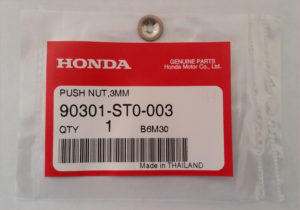 HONDA
GENUINE PARTS
Honda Motor Co., Ltd.
PUSH NUT,3MM
90301-ST0-003
QTY 1 B6M30
Made in THAILAND